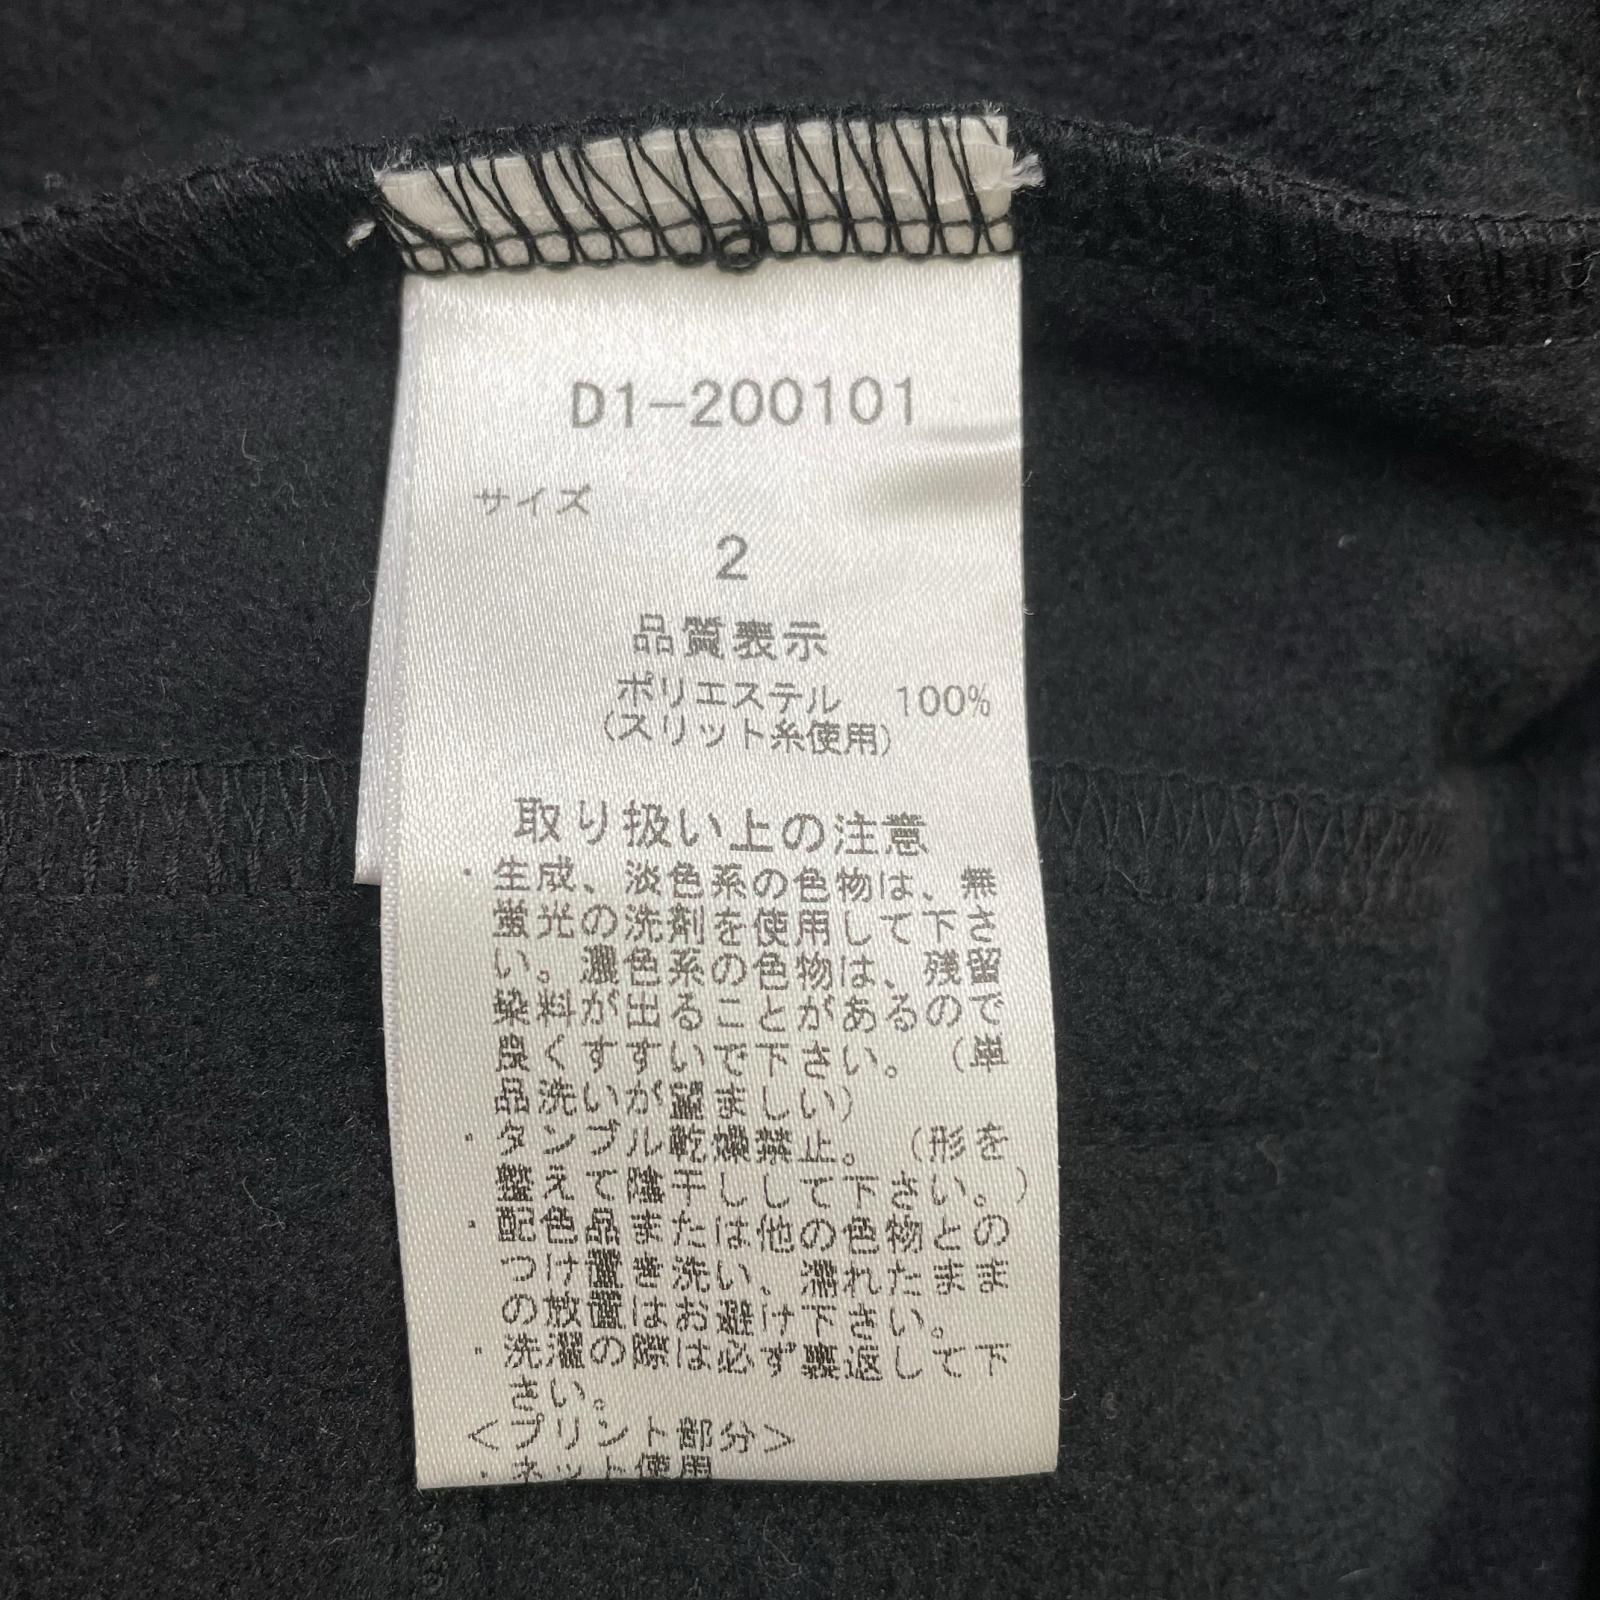 D1-200101
サイズ
2
品質表示
ポリエステル 100%
(スリット糸使用)
取り扱い上の注意
・生成、淡色系の色物は、無
蛍光の洗剤を使用して下さ
い。濃色系の色物は、残留
染料が出ることがあるので
良くすすいで下さい。(単
品洗いが望ましい)
・タンブル乾燥禁止。(形を
整えて陰干しして下さい。)
・配色品または他の色物との
つけ置き洗い、濡れたまま
の放置はお避け下さい。
・洗濯の際は必ず裏返して下
さい。
<プリント部分>
・ネット使用